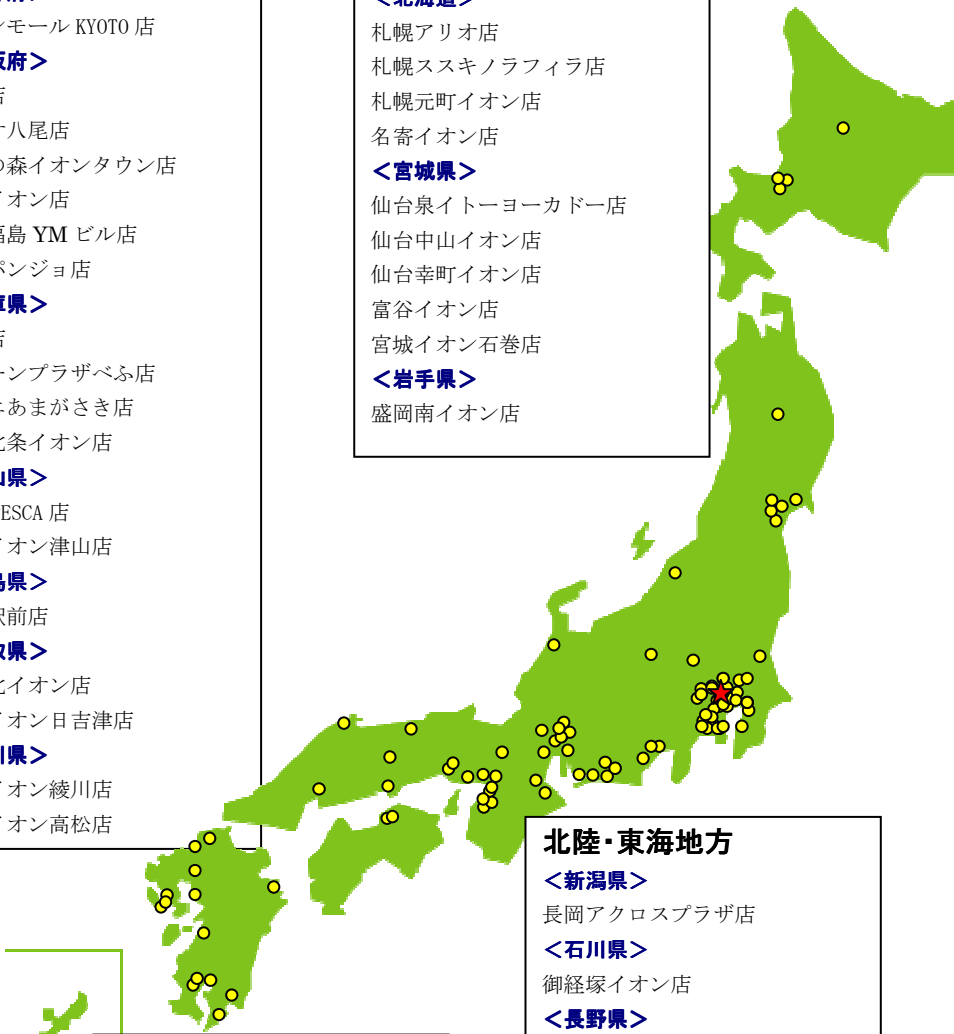 ンモール KYOTO 店
府＞
店
八尾店
の森イオンタウン店
イオン店
福島 YM ビル店
パンジョ店
県＞
店
ーンプラザべふ店
あまがさき店
北条イオン店
山県＞
ESCA 店
イオン津山店
島県＞
駅前店
県＞
北イオン店
イオン日吉津店
川県＞
イオン綾川店
イオン高松店
＜北海道＞
札幌アリオ店
札幌ススキノラフィラ店
札幌元町イオン店
名寄イオン店
＜宮城県＞
仙台泉イトーヨーカドー店
仙台中山イオン店
仙台幸町イオン店
富谷イオン店
宮城イオン石巻店
＜岩手県＞
盛岡南イオン店
北陸・東海地方
＜新潟県＞
長岡アクロスプラザ店
＜石川県＞
御経塚イオン店
＜長野県＞